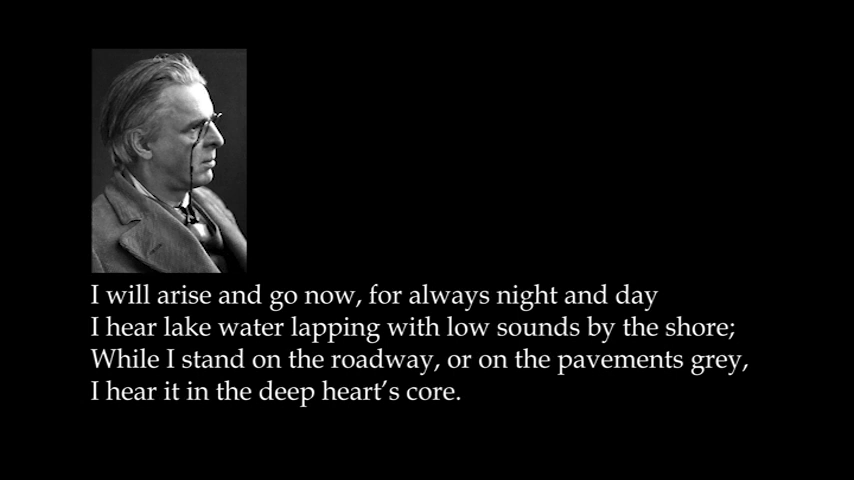 I will arise and go now, for always night and day
I hear lake water lapping with low sounds by the shore;
While I stand on the roadway, or on the pavements grey,
I hear it in the deep heart’s core.